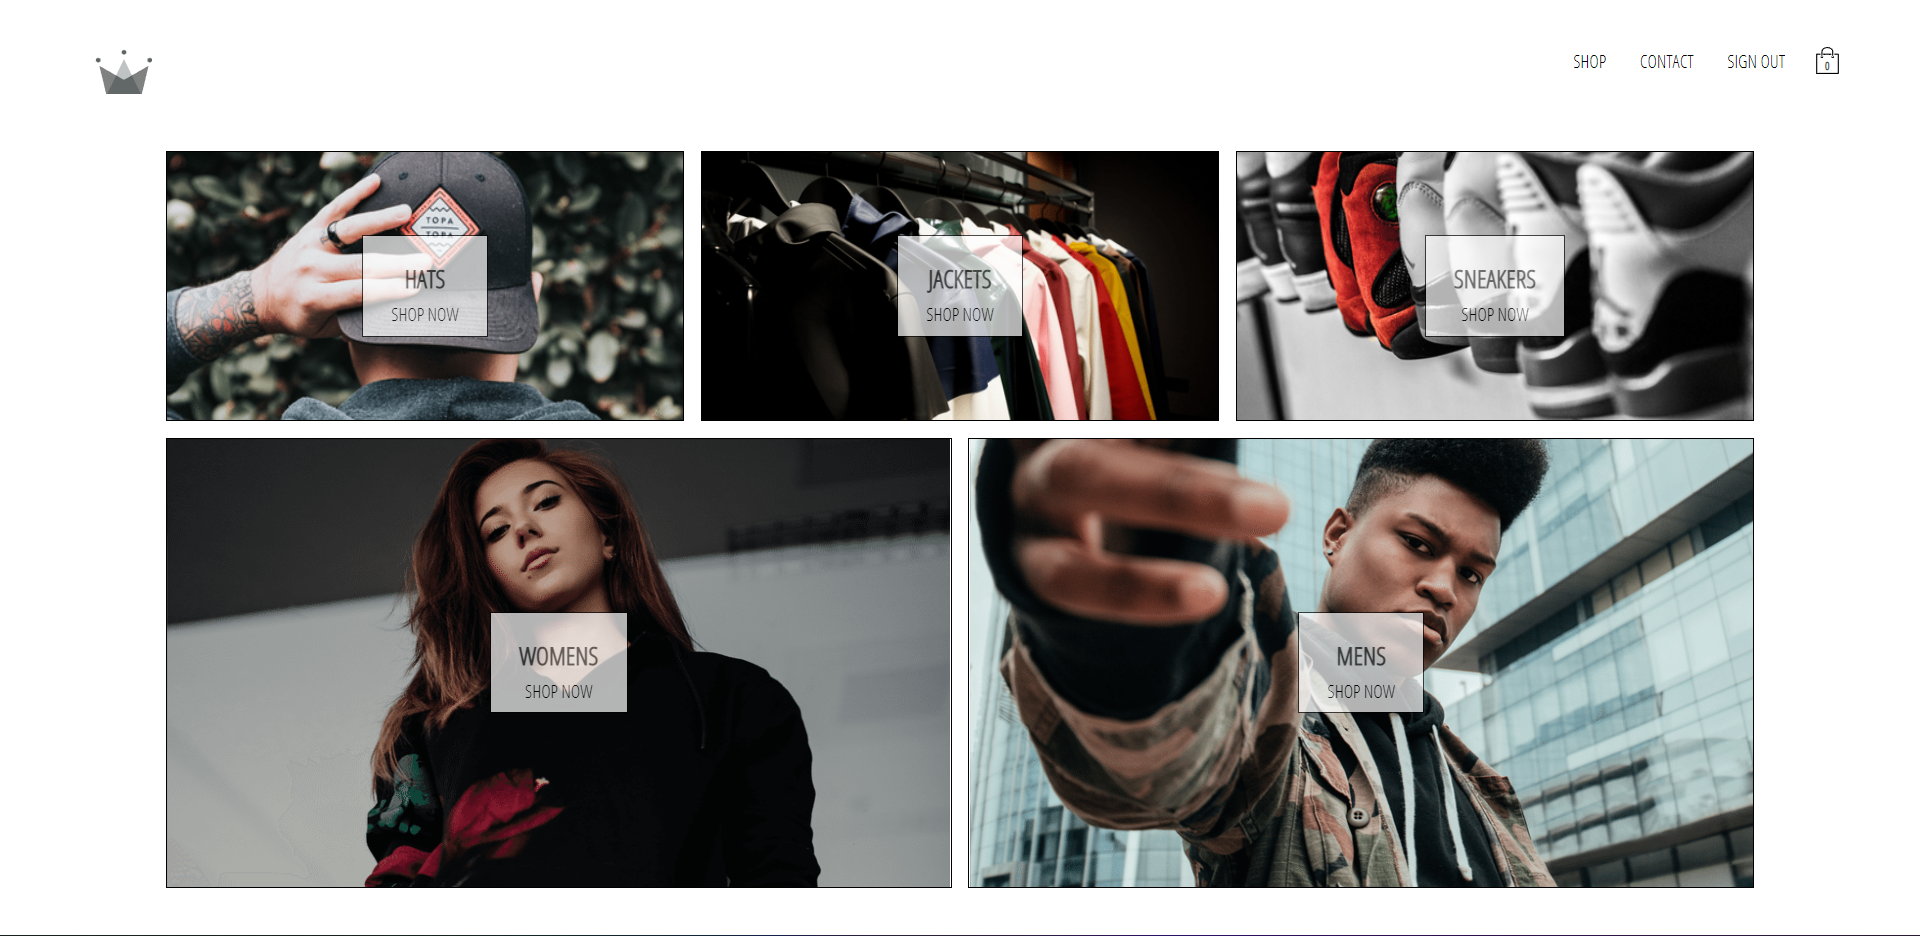 SHOP
CONTACT
SIGN OUT
0
TOPA
TOPA
HATS
SHOP NOW
JACKETS
SHOP NOW
SNEAKERS
SHOP NOW
WOMENS
SHOP NOW
MENS
SHOP NOW